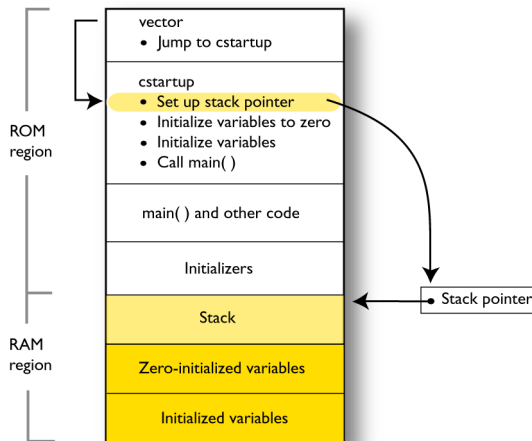 vector
• Jump to cstartup
cstartup
• Set up stack pointer
• Initialize variables to zero
• Initialize variables
• Call main( )
ROM
region
main( ) and other code
Initializers
Stack pointer
Stack
RAM
region
Zero-initialized variables
Initialized variables